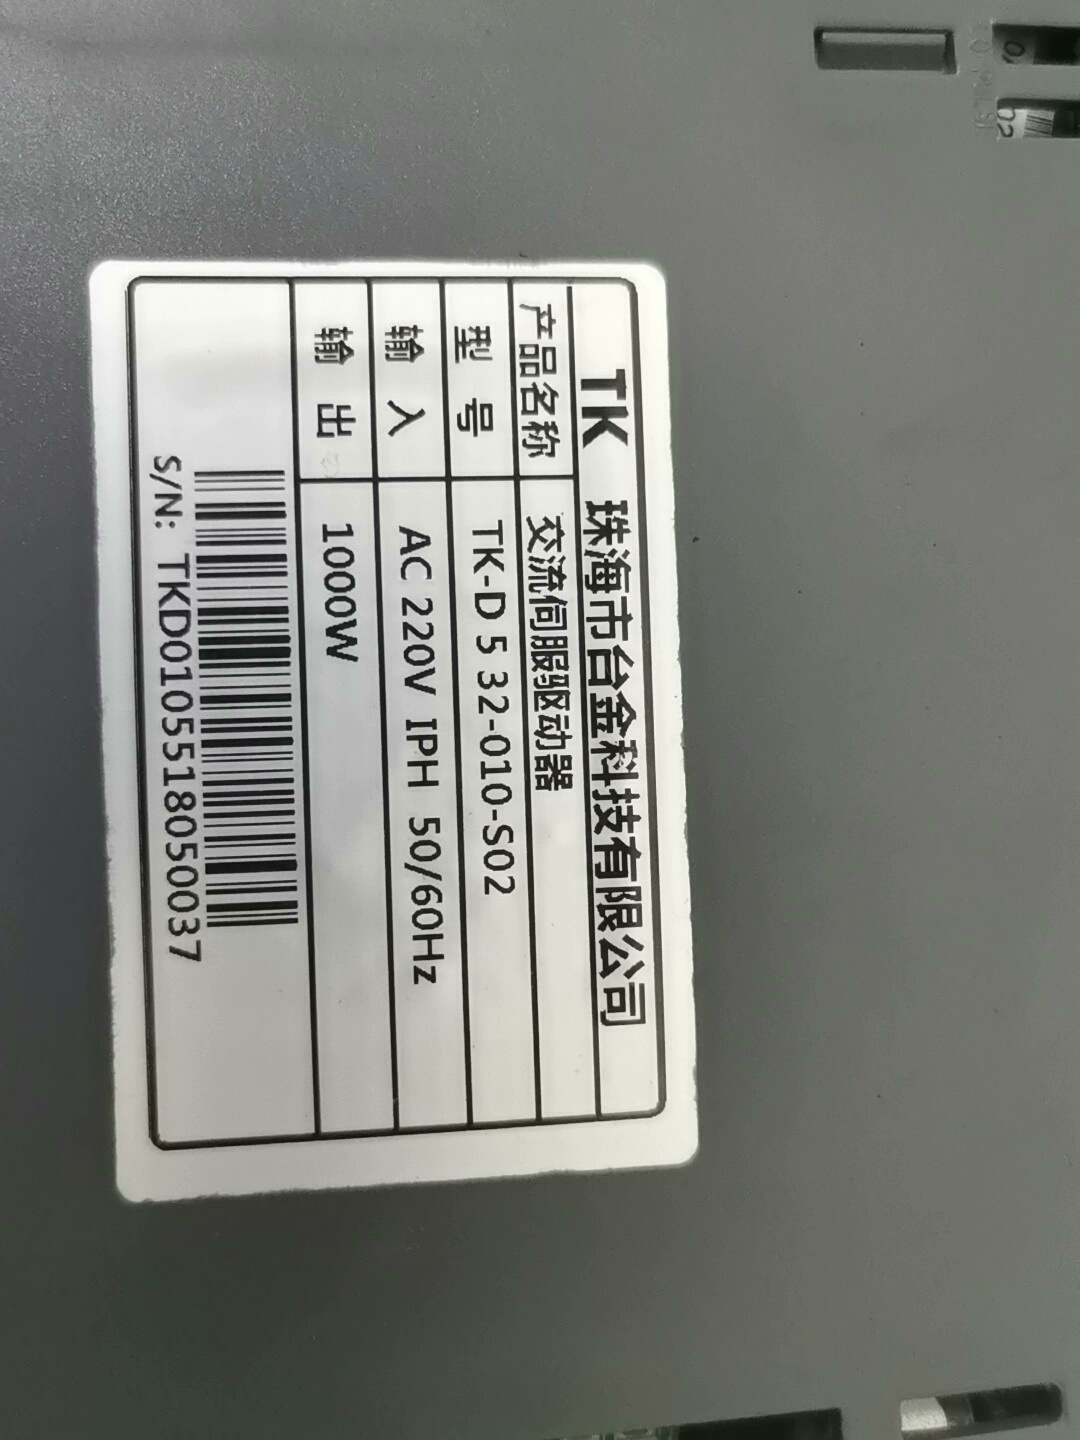 TK 珠海市台金科技有限公司
产品名称 交流伺服驱动器
型号 TK-D 5 32-010-S02
输入 AC 220V IPH 50/60Hz
输出 1000W
S/N: TKD01055180500​37